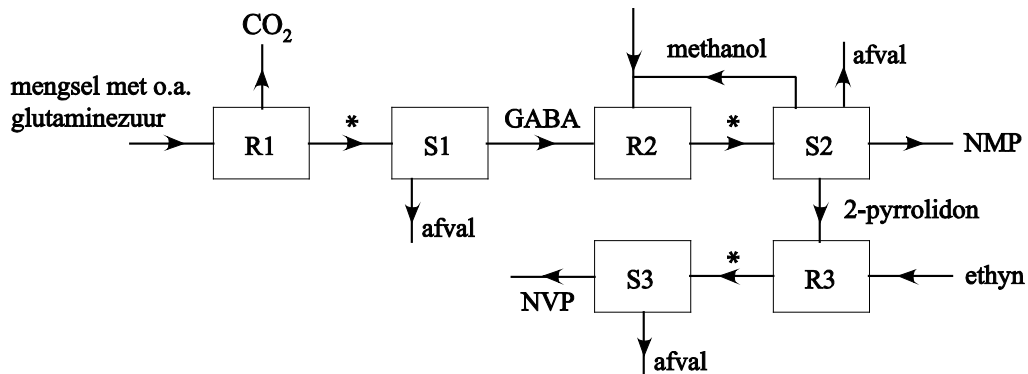 CO2
methanol
afval
mengsel met o.a.
glutaminezuur
*
GABA
*
R1
S1
R2
S2
NMP
afval
2-pyrrolidon
*
S3
R3
ethyn
NVP
afval